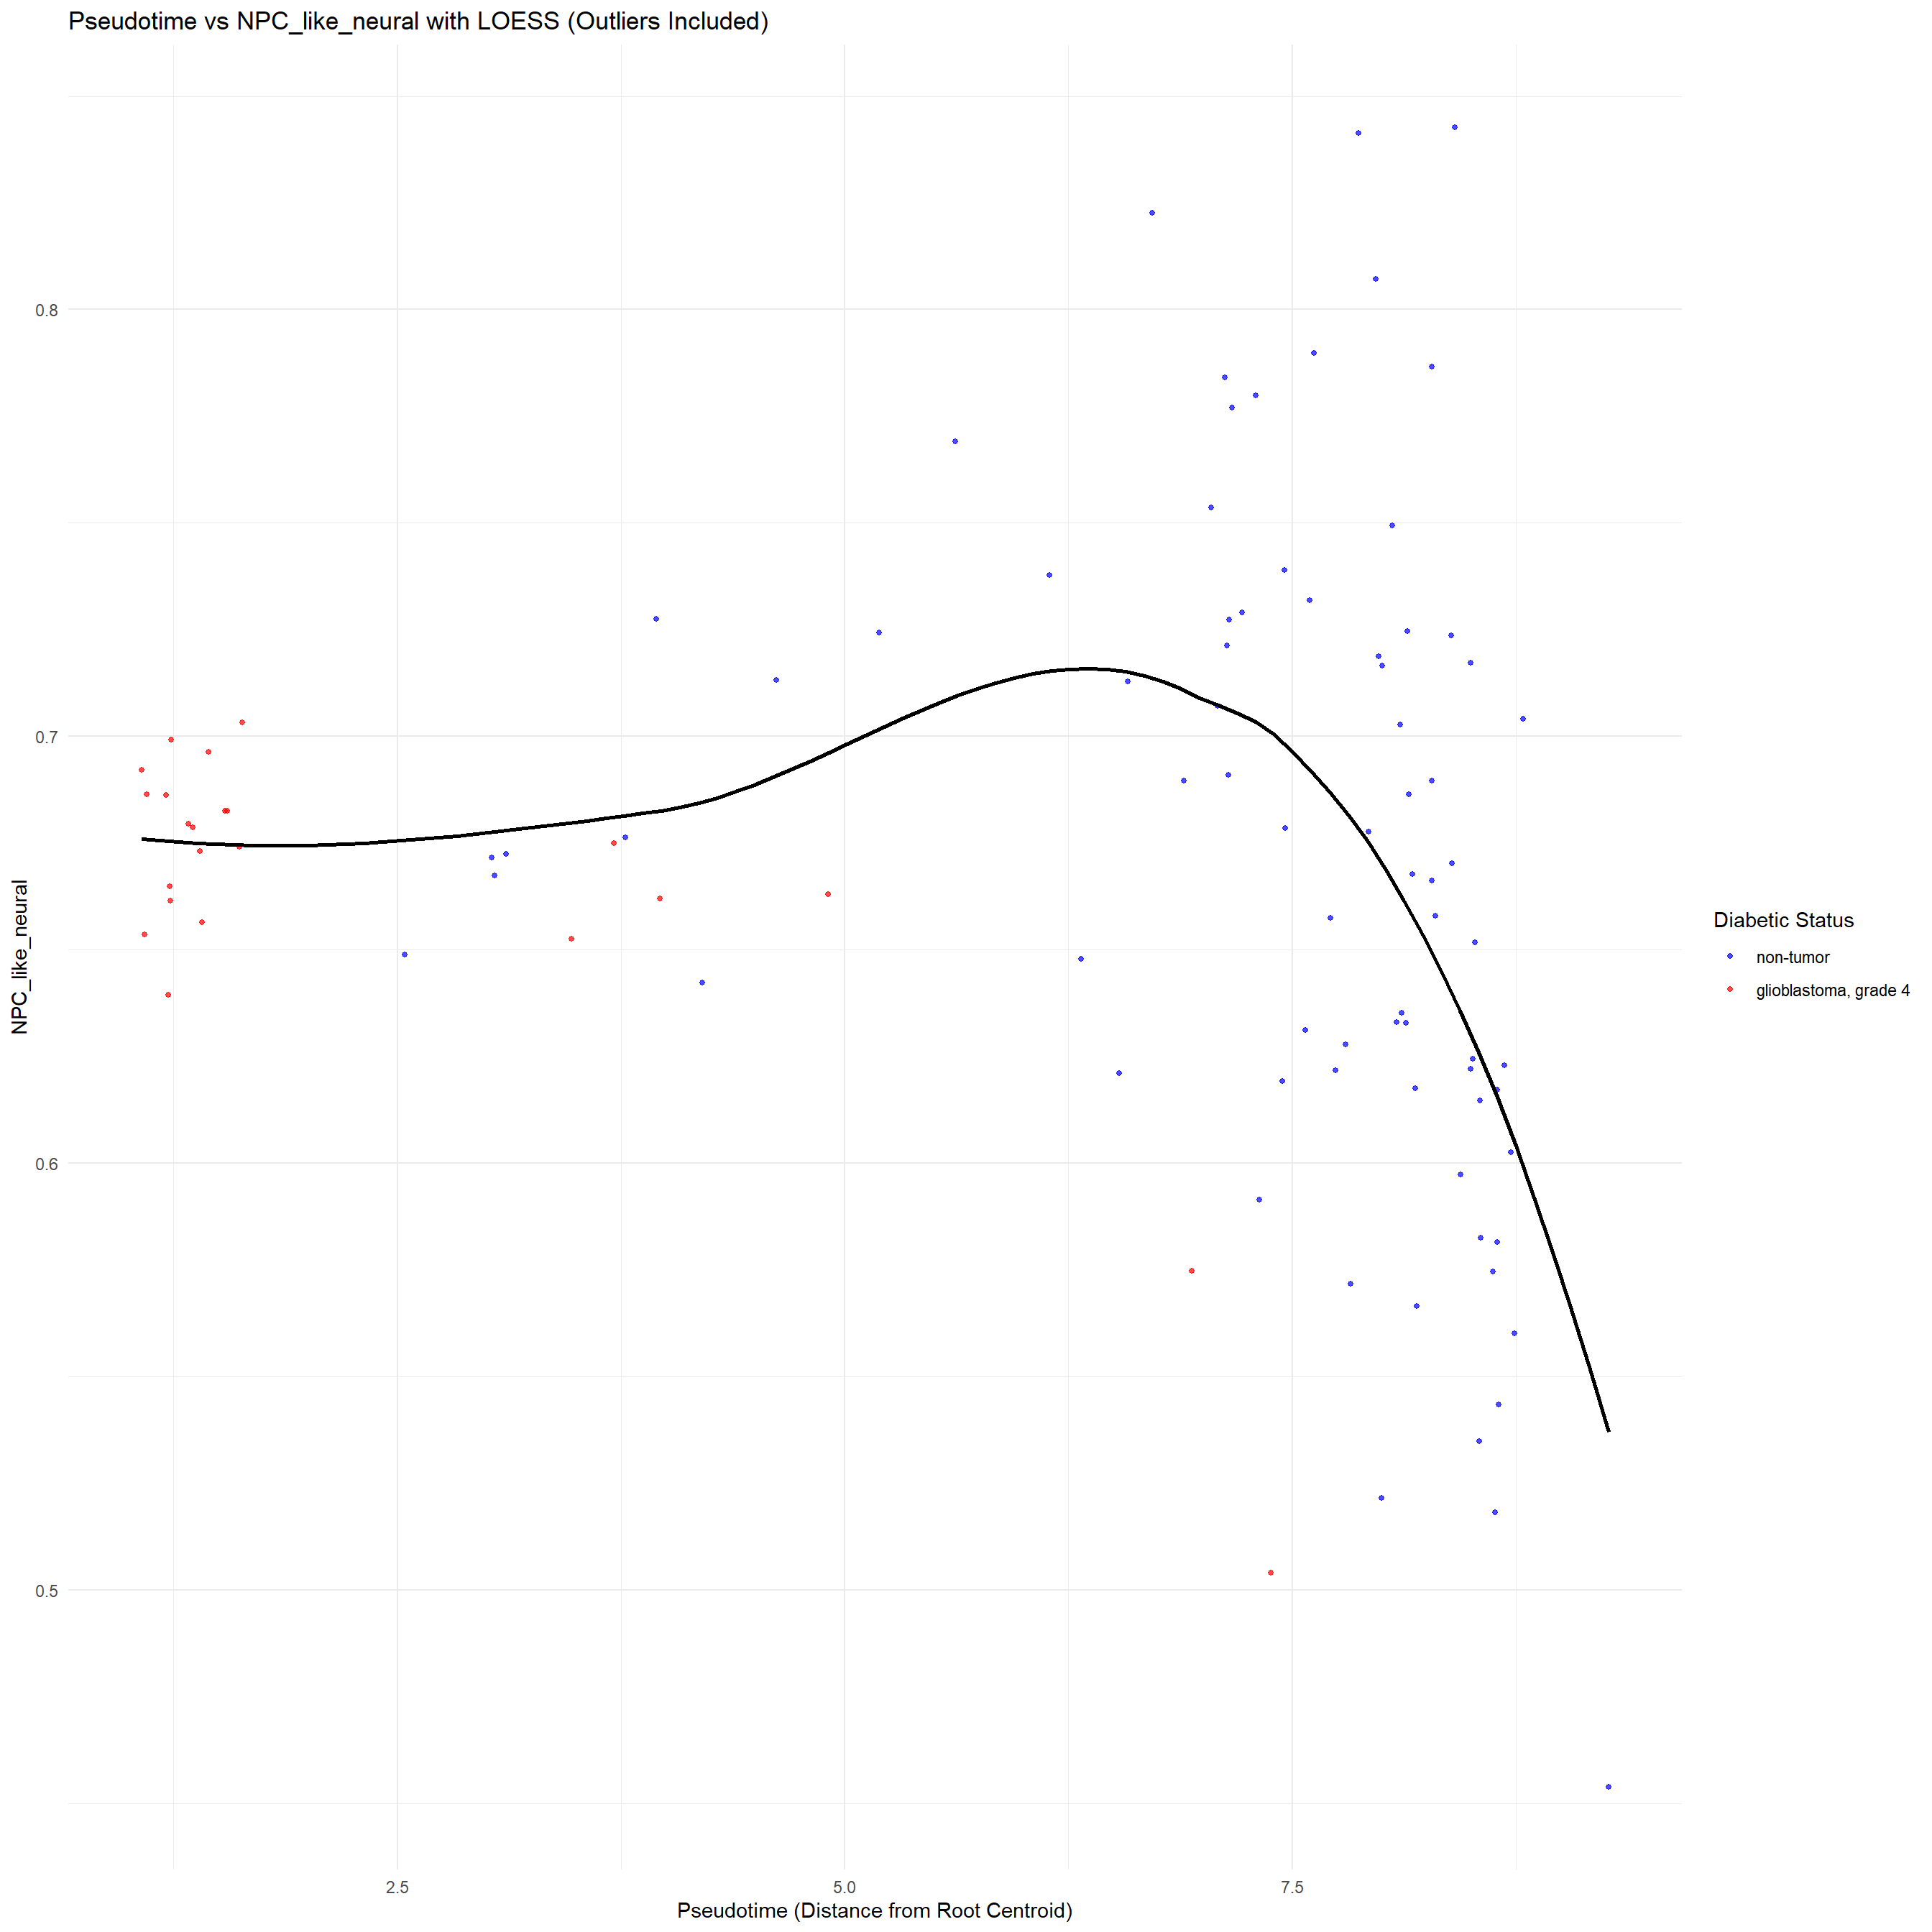 Pseudotime vs NPC_like_neural with LOESS (Outliers Included)
0.8
0.7
0.6
0.5
NPC_like_neural
2.5 5.0 7.5
Pseudotime (Distance from Root Centroid)
Diabetic Status
non-tumor
glioblastoma, grade 4